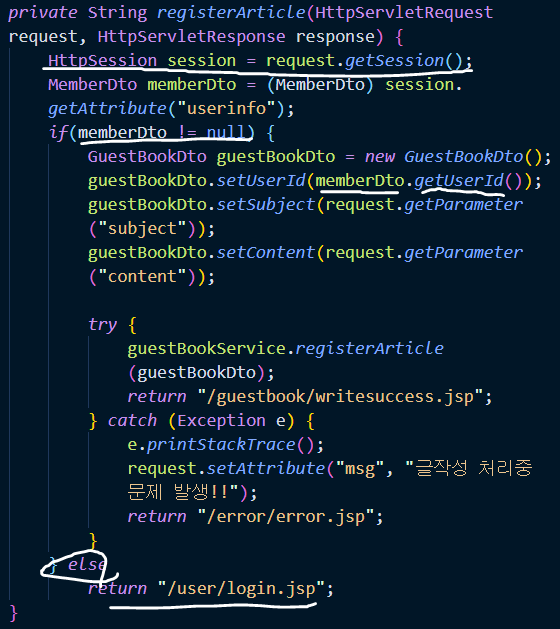 private String registerArticle(HttpServletRequest
request, HttpServletResponse response) {
HttpSession session = request.getSession();
MemberDto memberDto = (MemberDto) session.
getAttribute("userinfo");
if(memberDto != null) {
GuestBookDto guestBookDto = new GuestBookDto();
guestBookDto.setUserId(memberDto.getUserId());
guestBookDto.setSubject(request.getParameter
("subject"));
guestBookDto.setContent(request.getParameter
("content"));
try {
guestBookService.registerArticle
(guestBookDto);
return "/guestbook/writesuccess.jsp";
} catch (Exception e) {
e.printStackTrace();
request.setAttribute("msg", "글작성 처리중
문제 발생!!");
return "/error/error.jsp";
}
} else
return "/user/login.jsp";
}